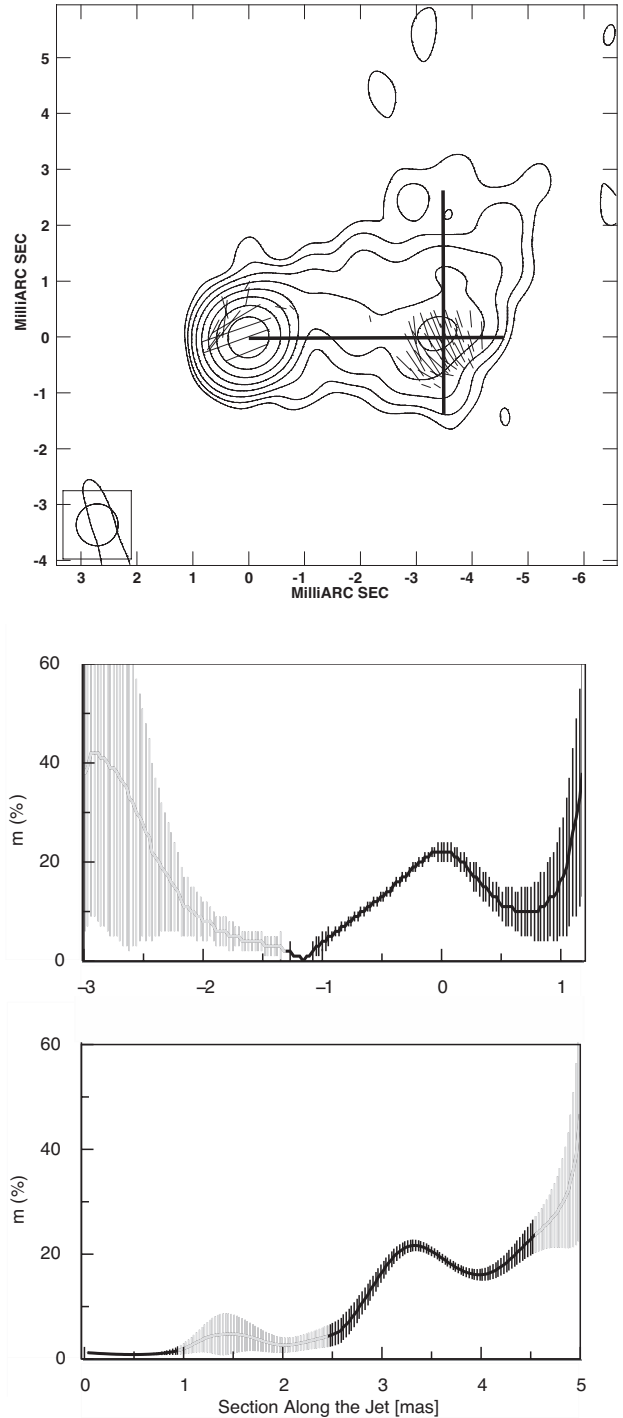 5
4
3
2
1
0
-1
-2
-3
-4
MilliARC SEC
3 2 1 0 -1 -2 -3 -4 -5 -6
MilliARC SEC
60
40
20
0
m (%)
–3 –2 –1 0 1
60
40
20
0
m (%)
0 1 2 3 4 5
Section Along the Jet [mas]